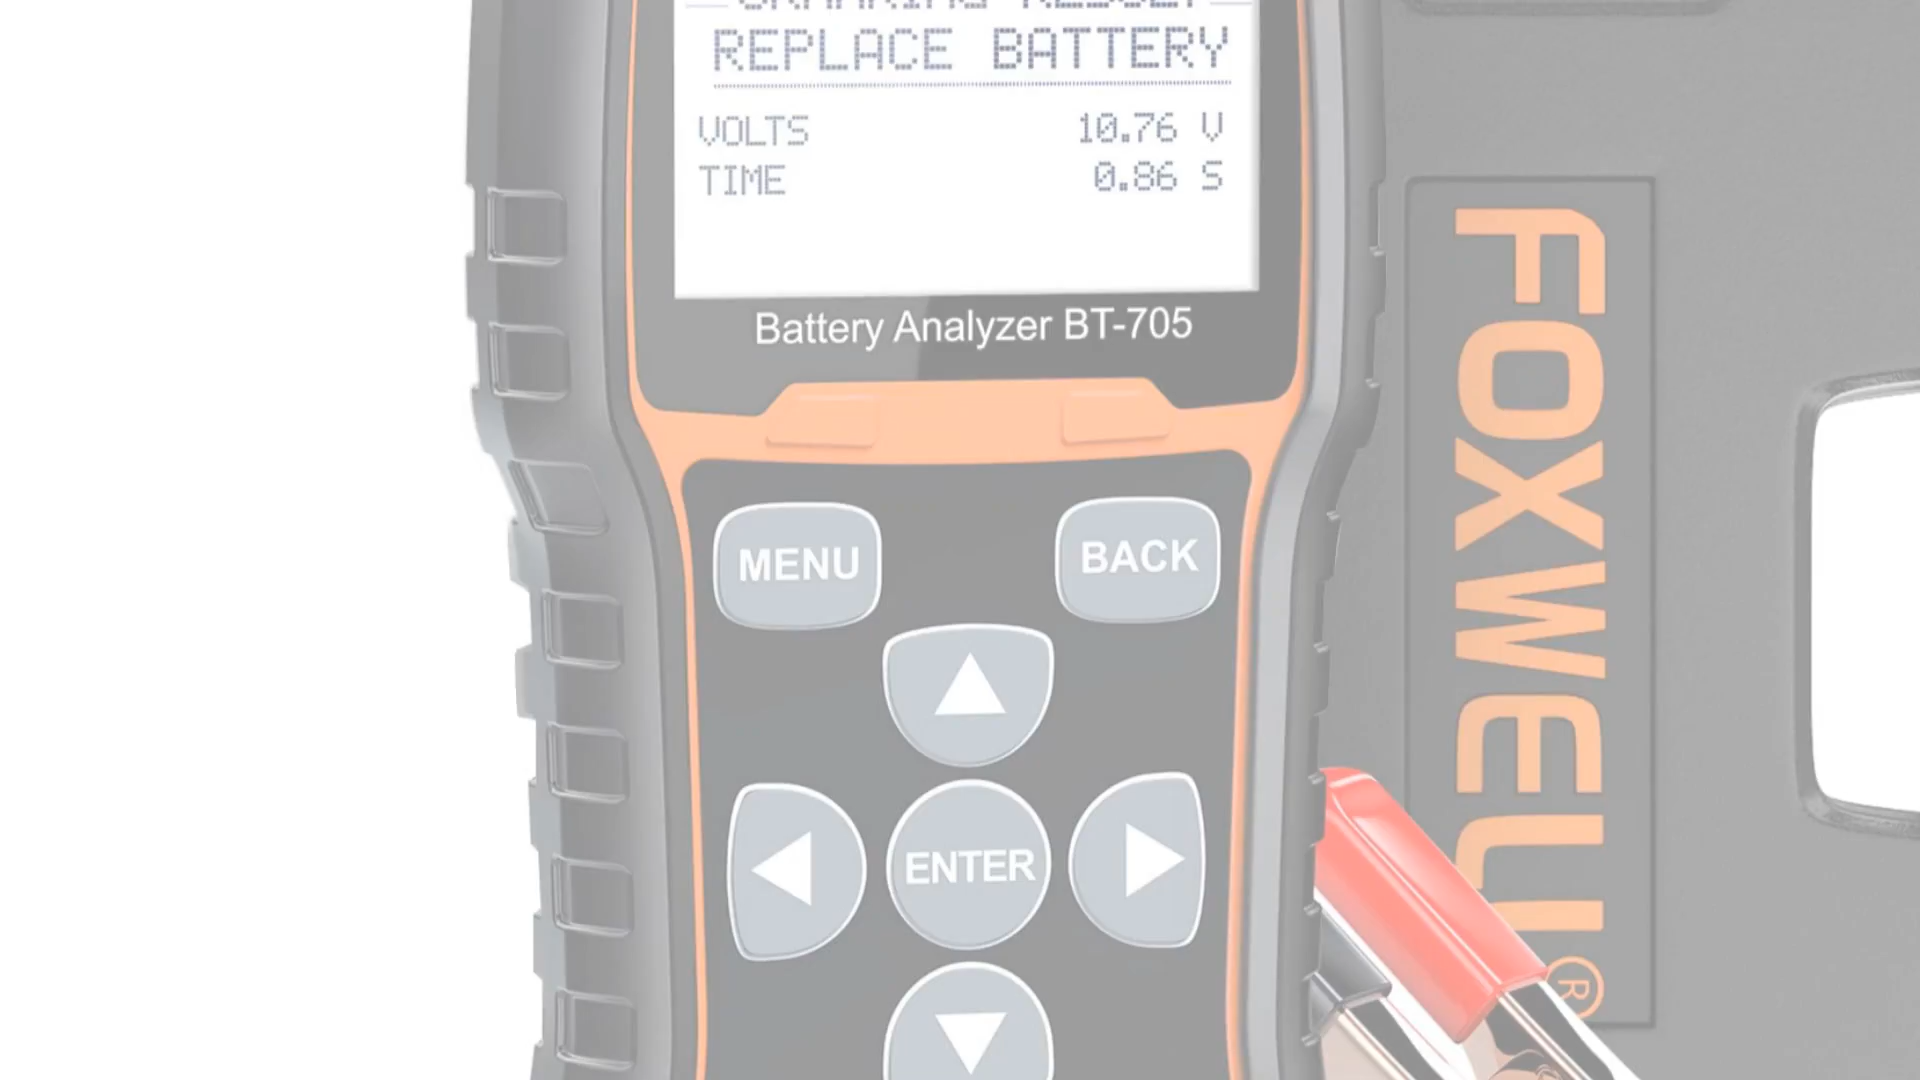 REPLACE BATTERY
VOLTS 10.76 V
TIME 0.86 S
Battery Analyzer BT-705
MENU
BACK
ENTER
FOXWELL®